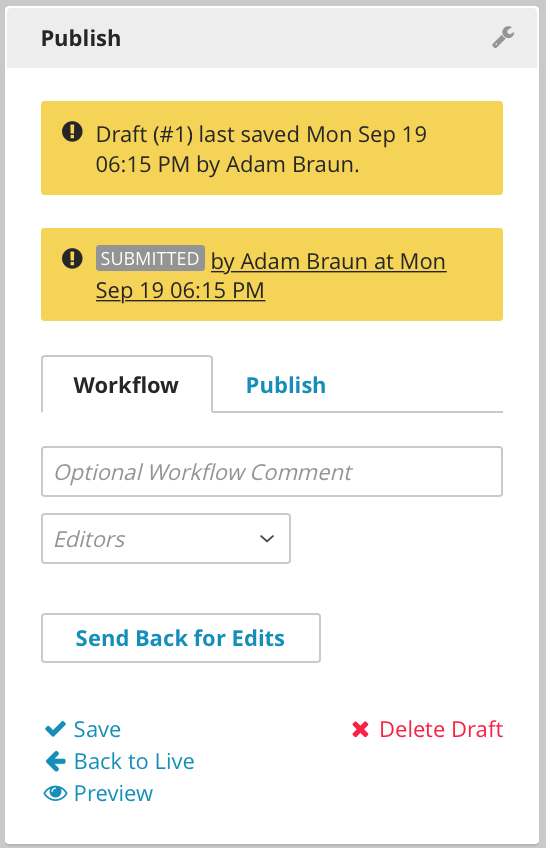 Publish
Draft (#1) last saved Mon Sep 19
06:15 PM by Adam Braun.
SUBMITTED by Adam Braun at Mon
Sep 19 06:15 PM
Workflow Publish
Optional Workflow Comment
Editors
Send Back for Edits
Save Delete Draft
Back to Live
Preview